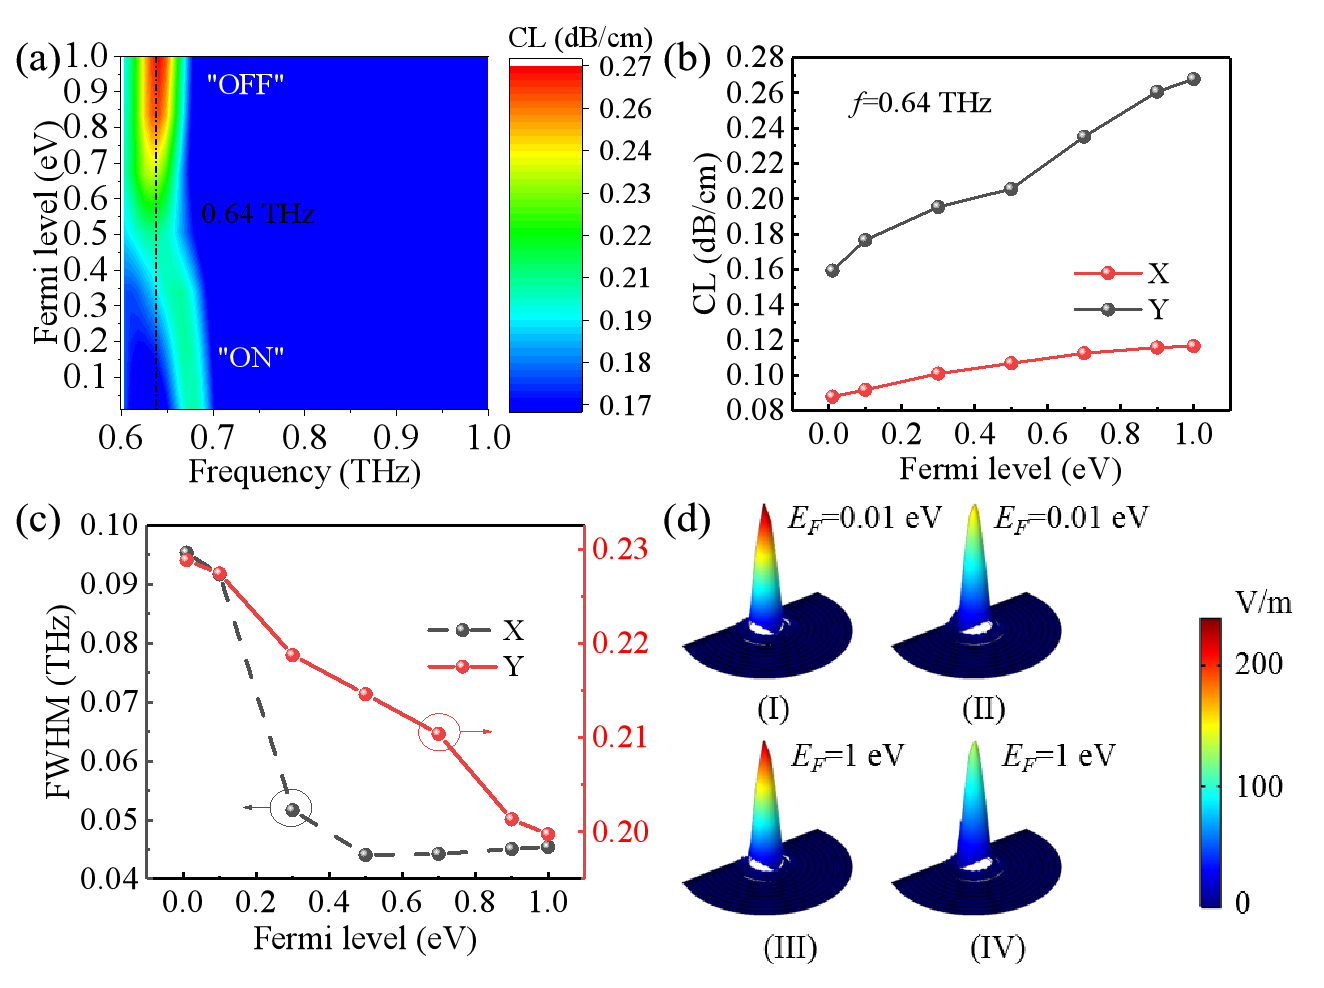 (a)
CL (dB/cm)
Fermi level (eV)
1.0
0.9
0.8
0.7
0.6
0.5
0.4
0.3
0.2
0.1
"OFF"
0.64 THz
"ON"
0.6 0.7 0.8 0.9 1.0
Frequency (THz)
0.27
0.26
0.24
0.23
0.22
0.21
0.19
0.18
0.17
(b)
CL (dB/cm)
0.28
0.26
0.24
0.22
0.20
0.18
0.16
0.14
0.12
0.10
0.08
f=0.64 THz
X
Y
0.0 0.2 0.4 0.6 0.8 1.0
Fermi level (eV)
(c)
FWHM (THz)
0.10
0.09
0.08
0.07
0.06
0.05
0.04
X
Y
0.23
0.22
0.21
0.20
0.0 0.2 0.4 0.6 0.8 1.0
Fermi level (eV)
(d)
EF=0.01 eV EF=0.01 eV
(I) (II)
EF=1 eV EF=1 eV
(III) (IV)
V/m
200
100
0